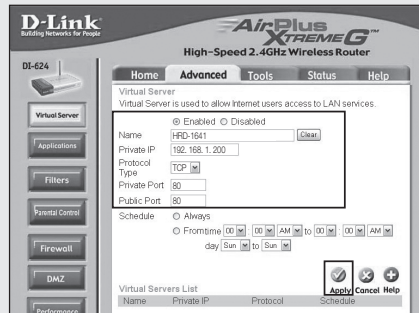 D-Link
Building Networks for People
AirPlus
XTREME G™
High-Speed 2.4GHz Wireless Router
DI-624
Home Advanced Tools Status Help
Virtual Server
Virtual Server is used to allow Internet users access to LAN services.
Enabled Disabled
Name HRD-1641 Clear
Private IP 192.168.1.200
Protocol Type TCP
Private Port 80
Public Port 80
Schedule Always
From time 00 : 00 AM to 00 : 00 AM
day Sun to Sun
Apply Cancel Help
Virtual Servers List
Name Private IP Protocol Schedule
Virtual Server
Applications
Filters
Parental Control
Firewall
DMZ
Performance